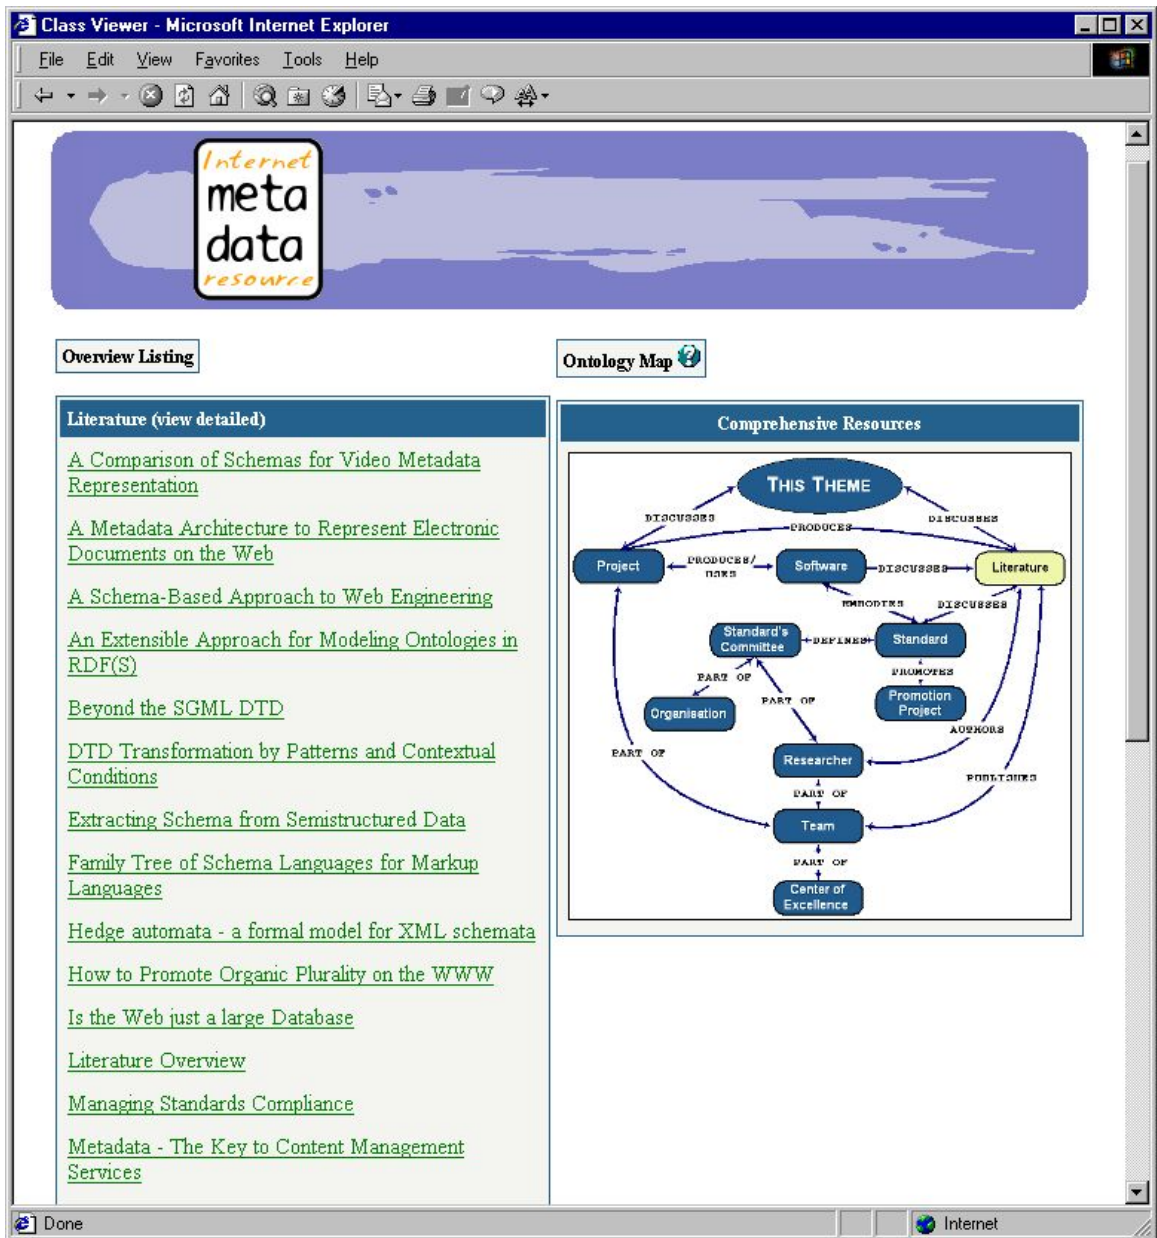 Class Viewer - Microsoft Internet Explorer
File Edit View Favorites Tools Help
Internet
meta
data
resource
Overview Listing
Literature (view detailed)
A Comparison of Schemas for Video Metadata
Representation
A Metadata Architecture to Represent Electronic
Documents on the Web
A Schema-Based Approach to Web Engineering
An Extensible Approach for Modeling Ontologies in
RDF(S)
Beyond the SGML DTD
DTD Transformation by Patterns and Contextual
Conditions
Extracting Schema from Semistructured Data
Family Tree of Schema Languages for Markup
Languages
Hedge automata - a formal model for XML schemata
How to Promote Organic Plurality on the WWW
Is the Web just a large Database
Literature Overview
Managing Standards Compliance
Metadata - The Key to Content Management
Services
Ontology Map
Comprehensive Resources
THIS THEME
DISCUSSES
DISCUSSES
PRODUCES
Project
PRODUCES/
USES
Software
DISCUSSES
Literature
EMBODIES
DISCUSSES
Standard's
Committee
DEFINES
Standard
PART OF
PROMOTES
Organisation
PART OF
Promotion
Project
AUTHORS
PART OF
Researcher
PUBLISHES
PART OF
Team
PART OF
Center of
Excellence
Done
Internet